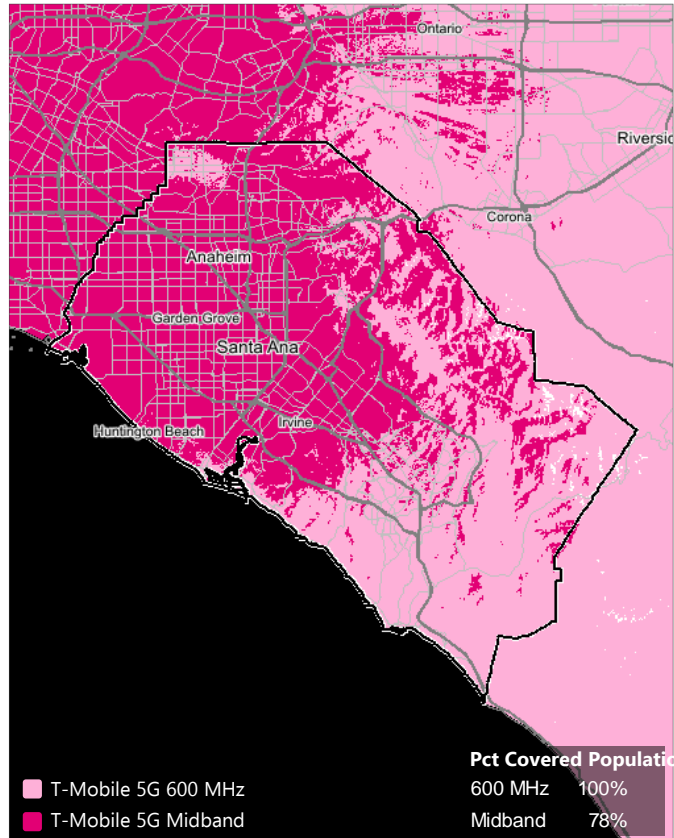 Ontario
Riversid
Corona
Anaheim
Garden Grove
Santa Ana
Irvine
Huntington Beach
Pct Covered Populatio
T-Mobile 5G 600 MHz 600 MHz 100%
T-Mobile 5G Midband Midband 78%